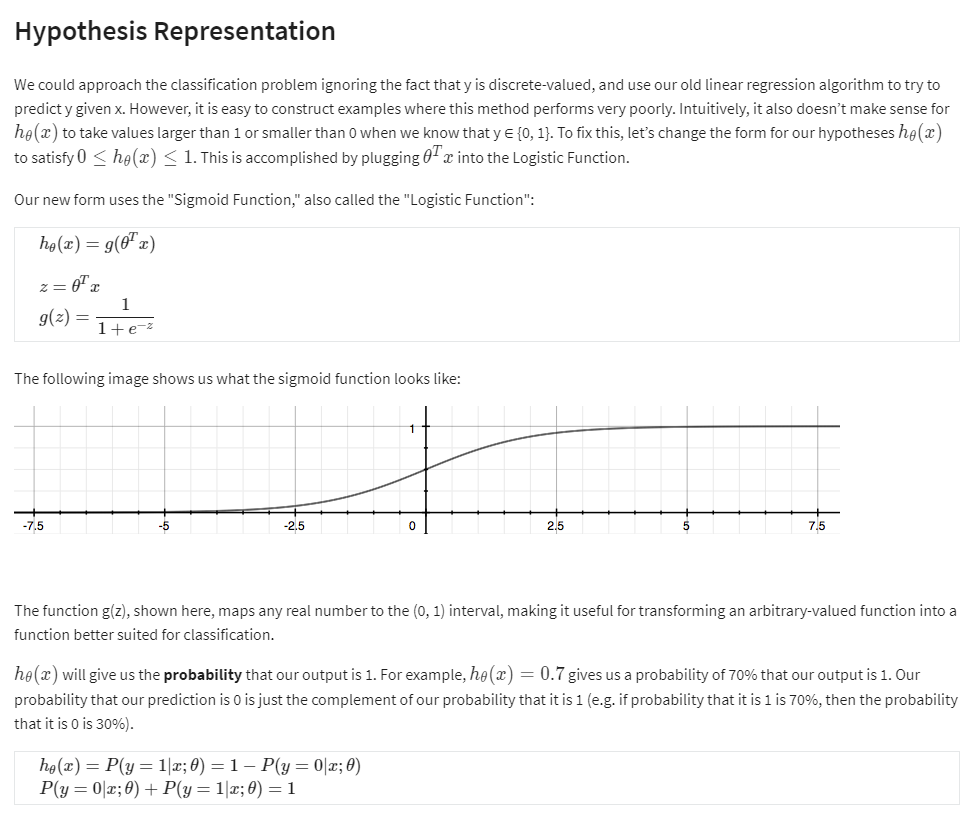 Hypothesis Representation
We could approach the classification problem ignoring the fact that y is discrete-valued, and use our old linear regression algorithm to try to
predict y given x. However, it is easy to construct examples where this method performs very poorly. Intuitively, it also doesn't make sense for
hθ(x) to take values larger than 1 or smaller than 0 when we know that y ∈ {0, 1}. To fix this, let's change the form for our hypotheses hθ(x)
to satisfy 0 ≤ hθ(x) ≤ 1. This is accomplished by plugging θᵀx into the Logistic Function.
Our new form uses the "Sigmoid Function," also called the "Logistic Function":
hθ(x) = g(θᵀx)
z = θᵀx
g(z) = 1 / (1 + e⁻ᶻ)
The following image shows us what the sigmoid function looks like:
1
-7.5 -5 -2.5 0 2.5 5 7.5
The function g(z), shown here, maps any real number to the (0, 1) interval, making it useful for transforming an arbitrary-valued function into a
function better suited for classification.
hθ(x) will give us the probability that our output is 1. For example, hθ(x) = 0.7 gives us a probability of 70% that our output is 1. Our
probability that our prediction is 0 is just the complement of our probability that it is 1 (e.g. if probability that it is 1 is 70%, then the probability
that it is 0 is 30%).
hθ(x) = P(y = 1|x; θ) = 1 − P(y = 0|x; θ)
P(y = 0|x; θ) + P(y = 1|x; θ) = 1